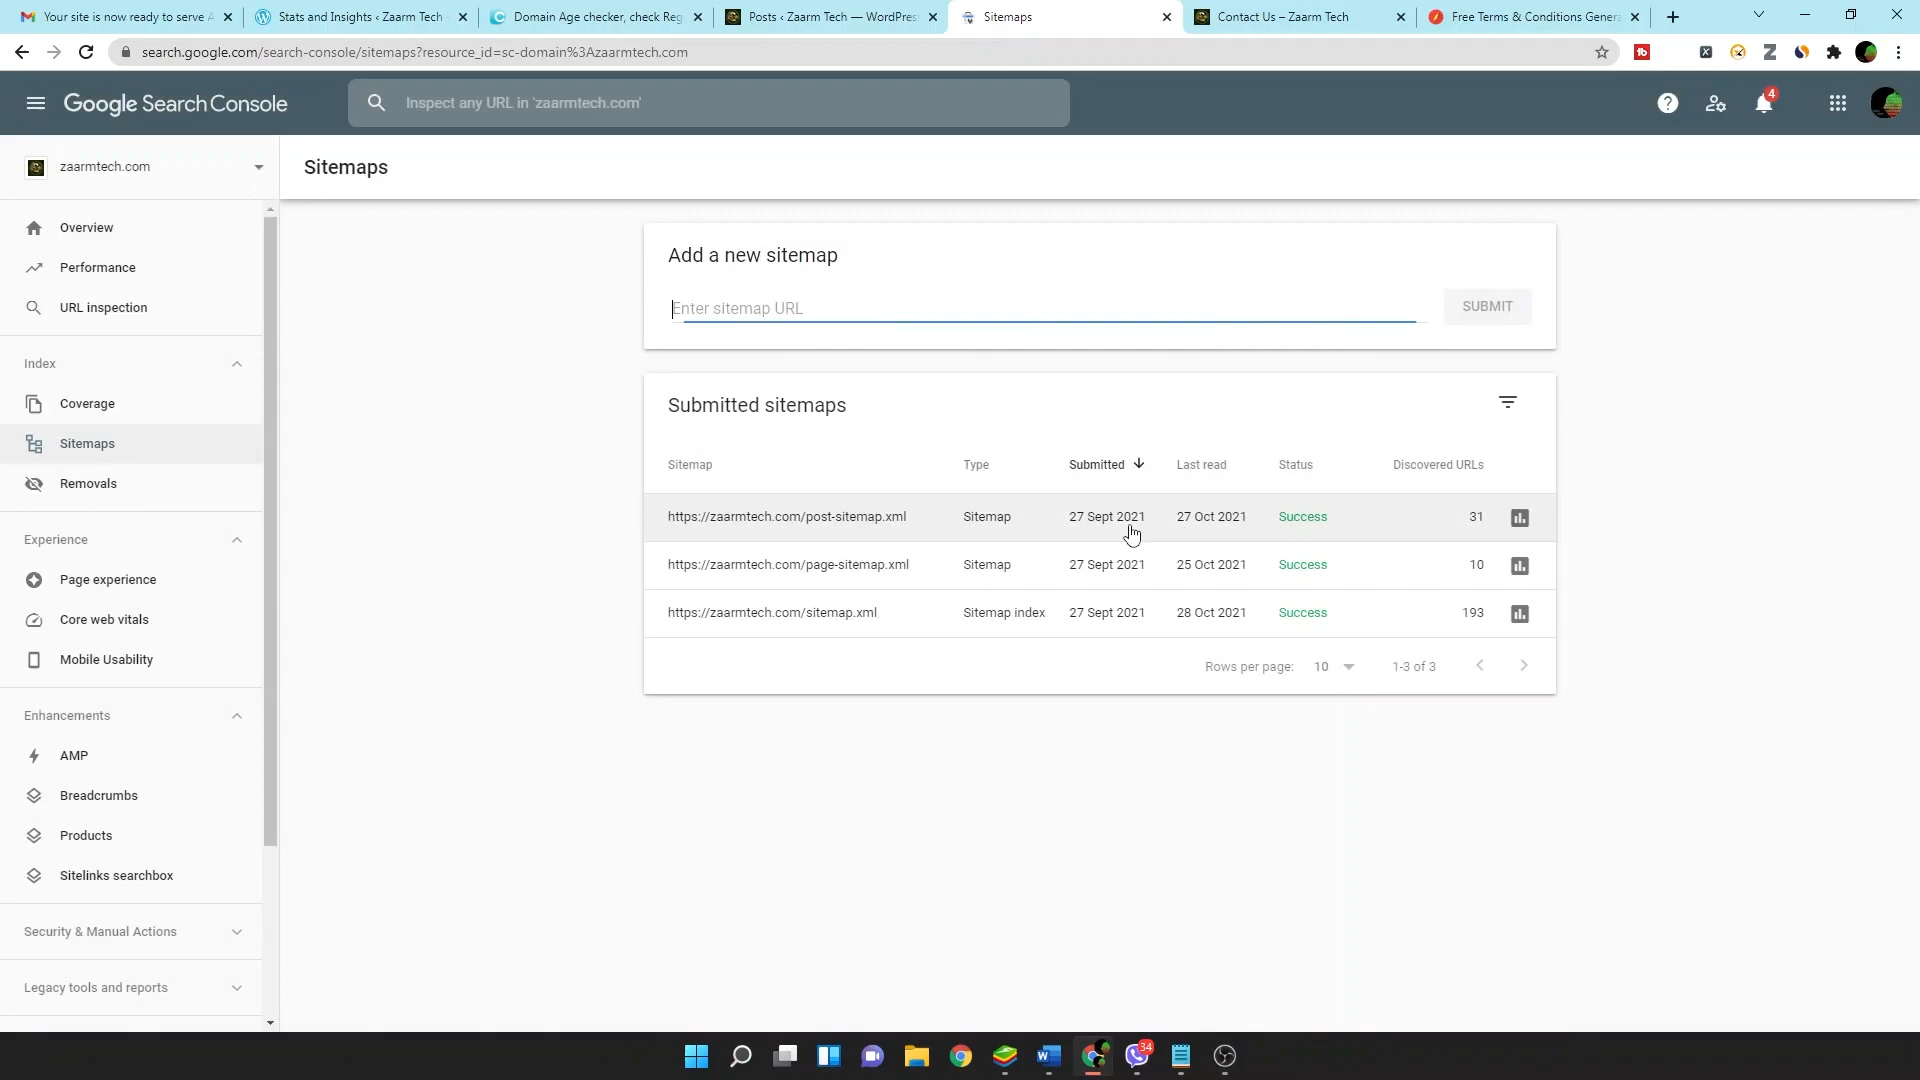 Your site is now ready to serve A
Stats and Insights ‹ Zaarm Tech
Domain Age checker, check Reg
Posts ‹ Zaarm Tech — WordPres
Sitemaps
Contact Us – Zaarm Tech
Free Terms & Conditions Genera
search.google.com/search-console/sitemaps?resource_id=sc-domain%3Azaarmtech.com
Google Search Console
Inspect any URL in 'zaarmtech.com'
4
zaarmtech.com
Sitemaps
Overview
Performance
URL inspection
Index
Coverage
Sitemaps
Removals
Experience
Page experience
Core web vitals
Mobile Usability
Enhancements
AMP
Breadcrumbs
Products
Sitelinks searchbox
Security & Manual Actions
Legacy tools and reports
Add a new sitemap
Enter sitemap URL
SUBMIT
Submitted sitemaps
Sitemap Type Submitted Last read Status Discovered URLs
https://zaarmtech.com/post-sitemap.xml Sitemap 27 Sept 2021 27 Oct 2021 Success 31
https://zaarmtech.com/page-sitemap.xml Sitemap 27 Sept 2021 25 Oct 2021 Success 10
https://zaarmtech.com/sitemap.xml Sitemap index 27 Sept 2021 28 Oct 2021 Success 193
Rows per page: 10 1-3 of 3
34